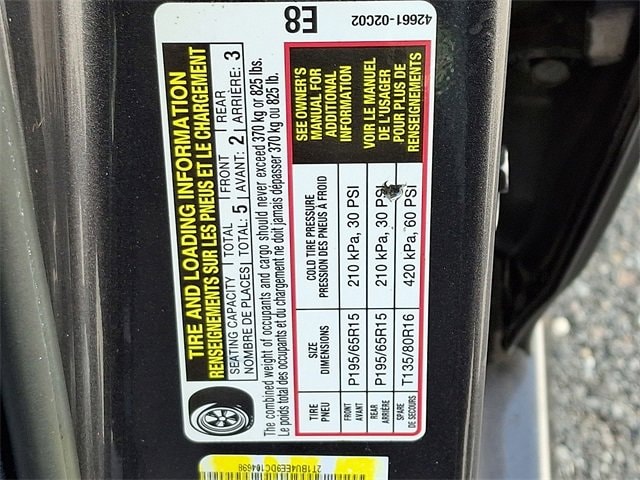 42661-02C02
E8
TIRE AND LOADING INFORMATION
RENSEIGNEMENTS SUR LES PNEUS ET LE CHARGEMENT
SEATING CAPACITY TOTAL 5 FRONT 2 REAR 3
NOMBRE DE PLACES TOTAL: AVANT: ARRIÈRE:
The combined weight of occupants and cargo should never exceed 370 kg or 825 lbs.
Le poids total des occupants et du chargement ne doit jamais dépasser 370 kg ou 825 lb.
TIRE SIZE COLD TIRE PRESSURE
PNEU DIMENSIONS PRESSION DES PNEUS À FROID
FRONT
AVANT
P195/65R15 210 kPa, 30 PSI
REAR
ARRIÈRE
P195/65R15 210 kPa, 30 PSI
SPARE
DE SECOURS
T135/80R16 420 kPa, 60 PSI
SEE OWNER'S
MANUAL FOR
ADDITIONAL
INFORMATION
VOIR LE MANUEL
DE L'USAGER
POUR PLUS DE
RENSEIGNEMENTS
2T1BU4EE9DC104698